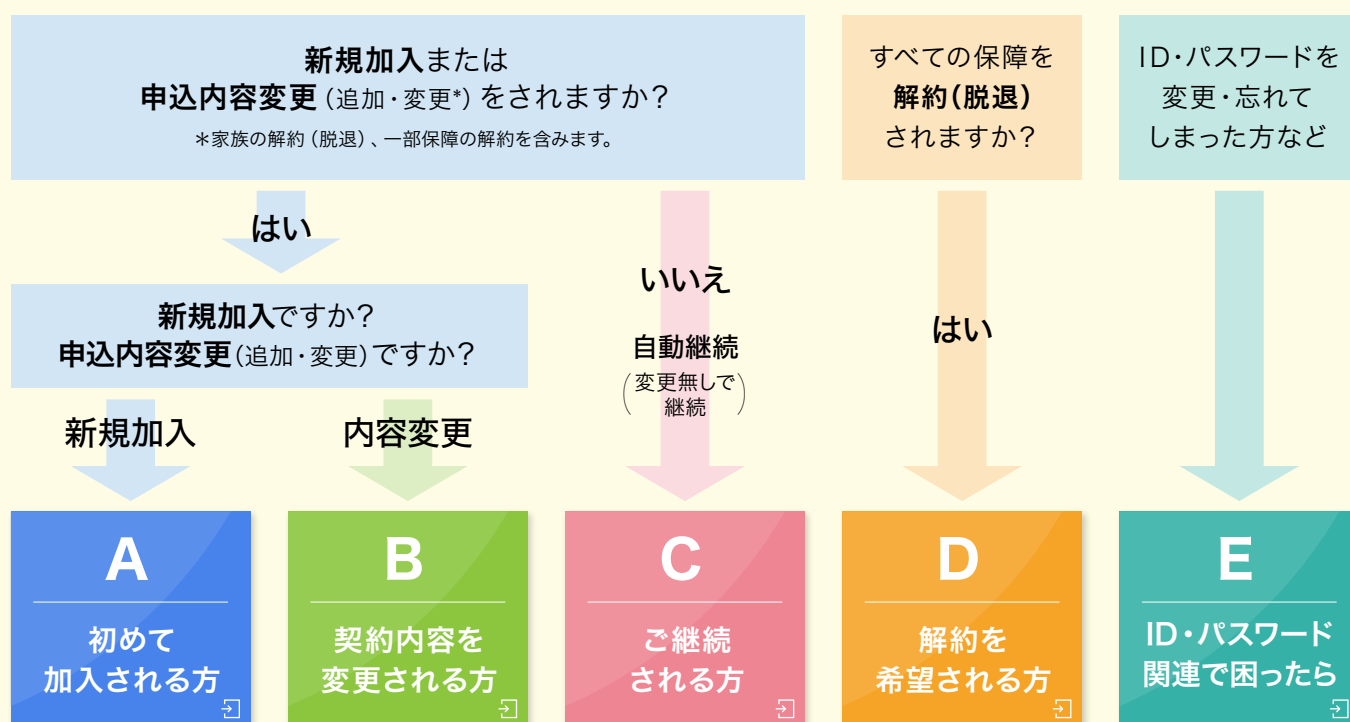 新規加入または
申込内容変更(追加・変更*)をされますか?
*家族の解約(脱退)、一部保障の解約を含みます。
すべての保障を
解約(脱退)
されますか?
ID・パスワードを
変更・忘れて
しまった方など
はい
新規加入ですか?
申込内容変更(追加・変更)ですか?
いいえ
自動継続
(変更無しで
継続)
はい
新規加入
内容変更
A
初めて
加入される方
B
契約内容を
変更される方
C
ご継続
される方
D
解約を
希望される方
E
ID・パスワード
関連で困ったら